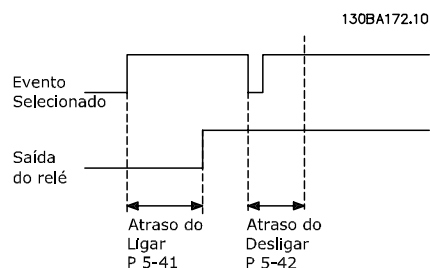 130BA172.10
Evento
Selecionado
Saída
do relé
Atraso do
Ligar
P 5-41
Atraso do
Desligar
P 5-42